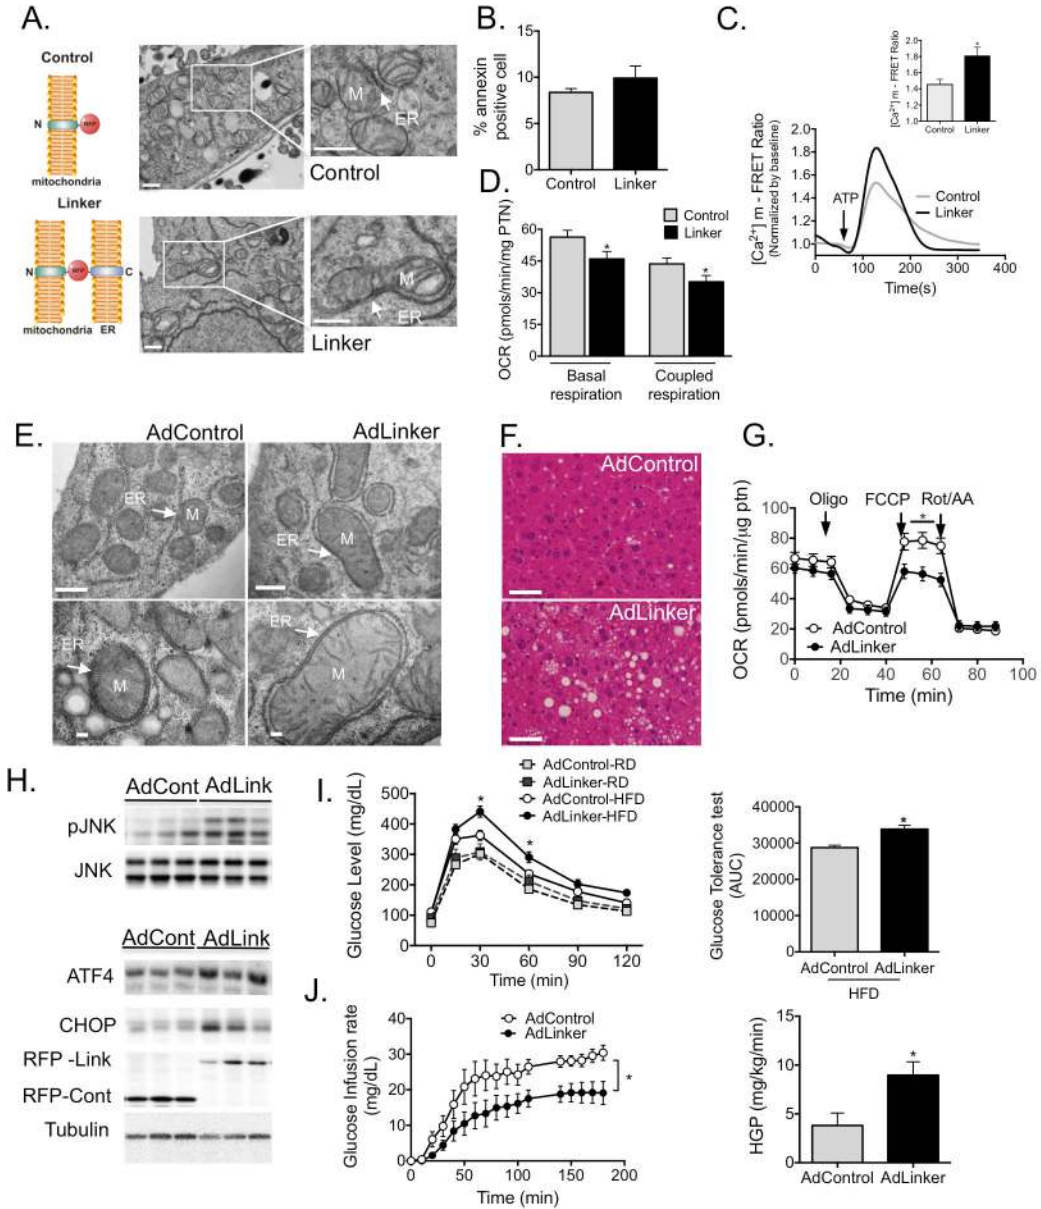 A.
Control
N
RFP
mitochondria
Linker
N
RFP
C
mitochondria ER
M
ER
Control
M
ER
Linker
B.
% annexin
positive cell
15
10
5
0
Control Linker
C.
[Ca²⁺] m - FRET Ratio
1.8
2.0
1.6
1.4
1.2
1.0
Control Linker
*
[Ca²⁺] m - FRET Ratio
(Normalized by baseline)
2.0
1.8
1.6
1.4
1.2
1.0
ATP
Control
Linker
0 100 200 300 400
Time(s)
D.
OCR (pmols/min/mg PTN)
60
45
30
15
0
Control
Linker
*
*
Basal
respiration
Coupled
respiration
E.
AdControl AdLinker
ER
M
ER
M
ER
M
ER
M
F.
AdControl
AdLinker
G.
OCR (pmols/min/µg ptn)
100
80
60
40
20
0
Oligo FCCP Rot/AA
*
AdControl
AdLinker
0 20 40 60 80 100
Time (min)
H.
AdCont AdLink
pJNK
JNK
AdCont AdLink
ATF4
CHOP
RFP -Link
RFP-Cont
Tubulin
I.
AdControl-RD
AdLinker-RD
AdControl-HFD
AdLinker-HFD
Glucose Level (mg/dL)
500
400
300
200
100
0
*
*
0 30 60 90 120
Time (min)
Glucose Tolerance test
(AUC)
40000
30000
20000
10000
0
*
AdControl AdLinker
HFD
J.
Glucose Infusion rate
(mg/dL)
40
30
20
10
0
AdControl
AdLinker
*
0 50 100 150 200
Time (min)
HGP (mg/kg/min)
15
10
5
0
*
AdControl AdLinker